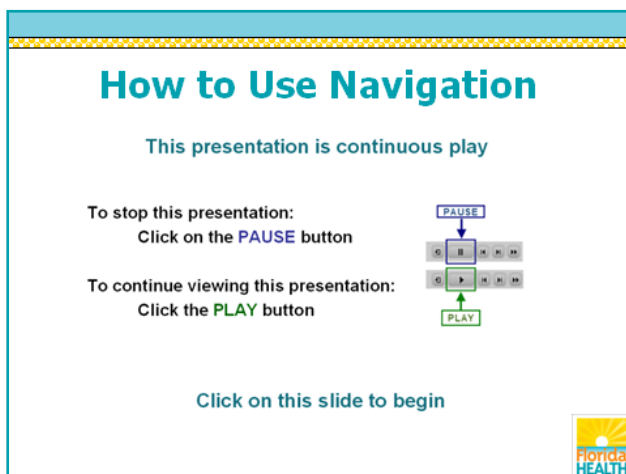 How to Use Navigation
This presentation is continuous play
To stop this presentation:
Click on the PAUSE button
PAUSE
To continue viewing this presentation:
Click the PLAY button
PLAY
Click on this slide to begin
Florida
HEALTH